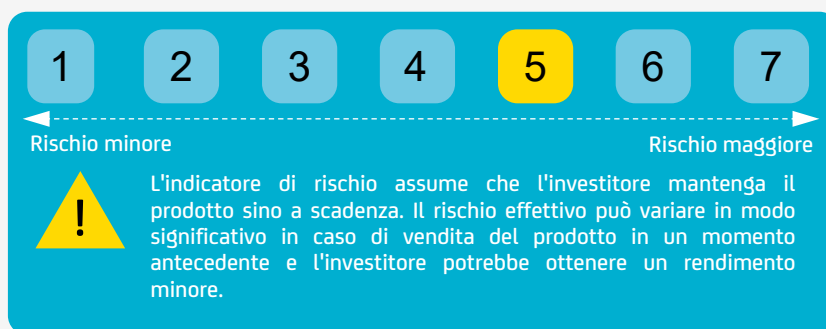 1 2 3 4 5 6 7
Rischio minore Rischio maggiore
!
L'indicatore di rischio assume che l'investitore mantenga il
prodotto sino a scadenza. Il rischio effettivo può variare in modo
significativo in caso di vendita del prodotto in un momento
antecedente e l'investitore potrebbe ottenere un rendimento
minore.